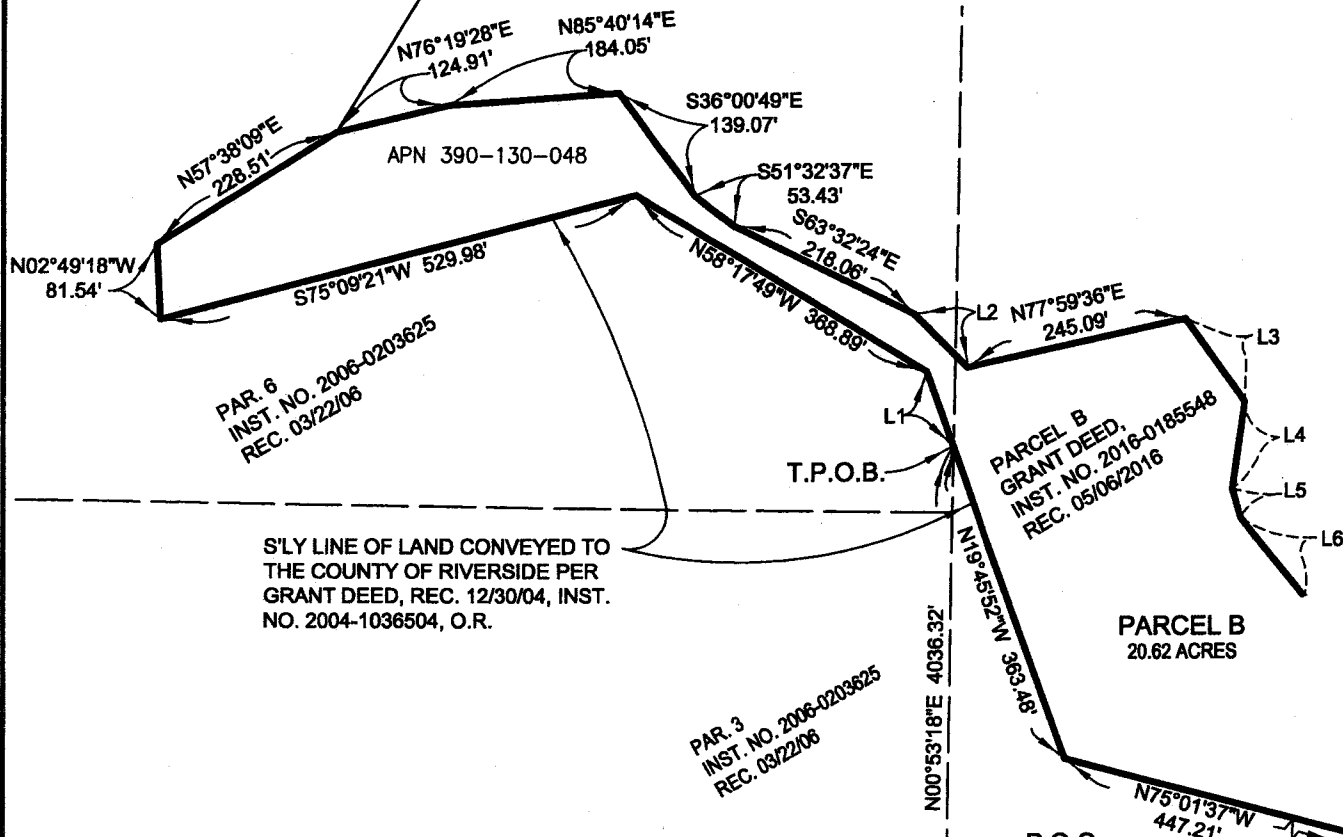 N76°19'28"E
124.91'
N85°40'14"E
184.05'
S36°00'49"E
139.07'
N57°38'09"E
228.51'
APN 390-130-048
S51°32'37"E
53.43'
S63°32'24"E
218.06'
N02°49'18"W
81.54'
S75°09'21"W 529.98'
N58°17'49"W 368.89'
L2
N77°59'36"E
245.09'
L3
PAR. 6
INST. NO. 2006-0203625
REC. 03/22/06
L1
T.P.O.B.
PARCEL B
GRANT DEED,
INST. NO. 2016-0185548
REC. 05/06/2016
L4
L5
L6
S'LY LINE OF LAND CONVEYED TO
THE COUNTY OF RIVERSIDE PER
GRANT DEED, REC. 12/30/04, INST.
NO. 2004-1036504, O.R.
N19°45'52"W 363.48'
PARCEL B
20.62 ACRES
N00°53'18"E 4036.32'
PAR. 3
INST. NO. 2006-0203625
REC. 03/22/06
N75°01'37"W
447.21'